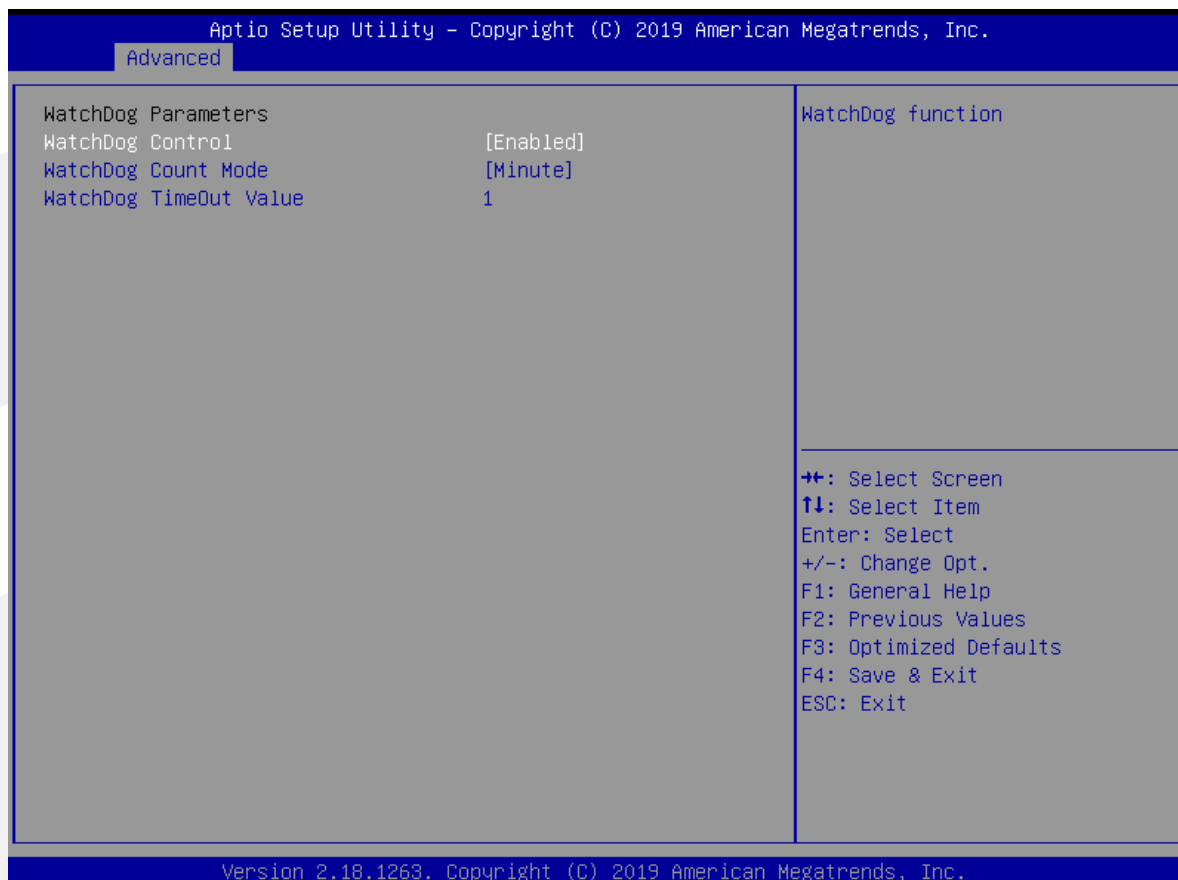 Aptio Setup Utility – Copyright (C) 2019 American Megatrends, Inc.
Advanced
WatchDog Parameters
WatchDog Control [Enabled]
WatchDog Count Mode [Minute]
WatchDog TimeOut Value 1
WatchDog function
→←: Select Screen
↑↓: Select Item
Enter: Select
+/-: Change Opt.
F1: General Help
F2: Previous Values
F3: Optimized Defaults
F4: Save & Exit
ESC: Exit
Version 2.18.1263. Copyright (C) 2019 American Megatrends, Inc.